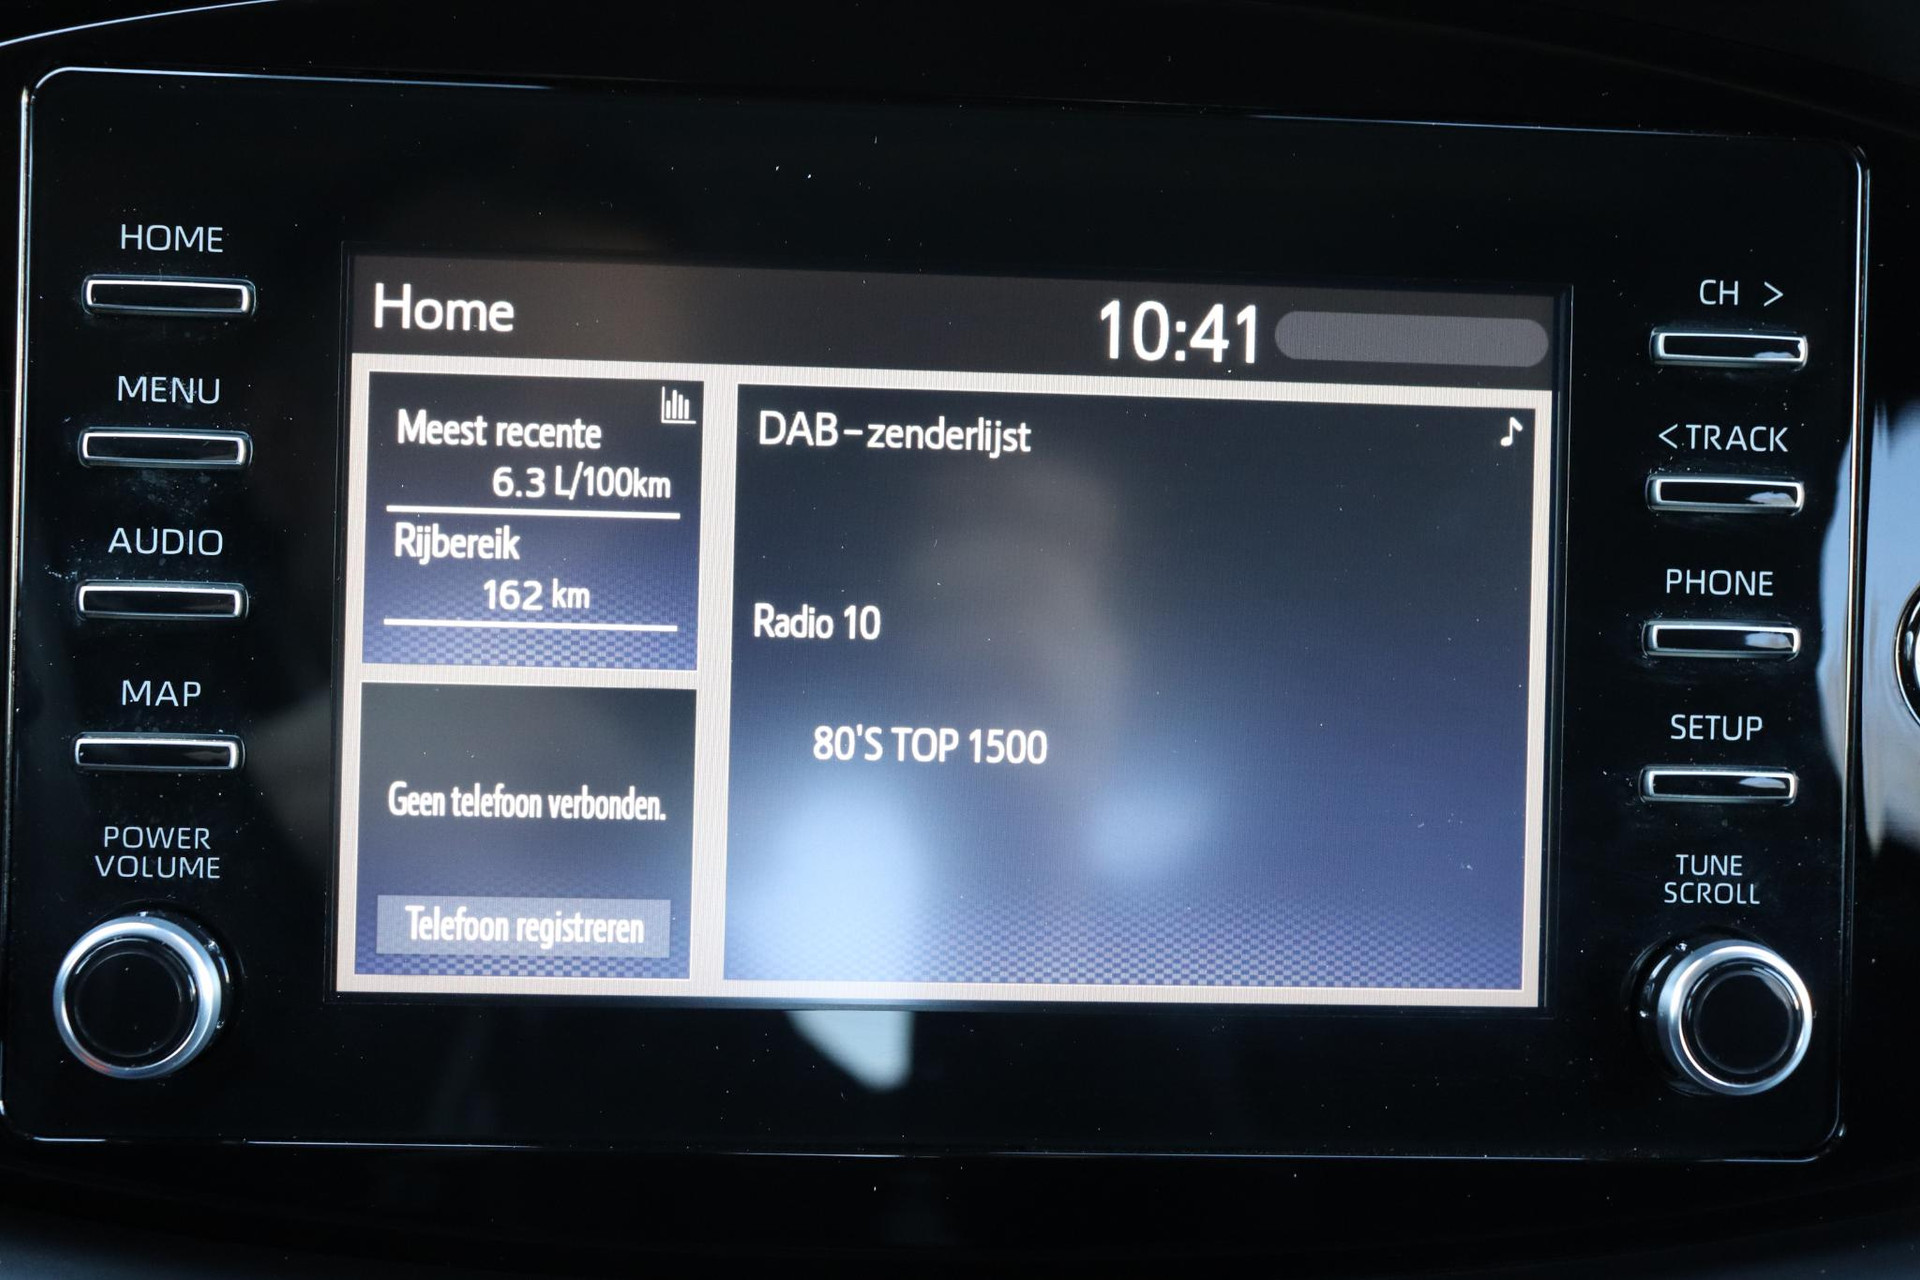 HOME
MENU
AUDIO
MAP
POWER
VOLUME
Home
10:41
Meest recente
6.3 L/100km
Rijbereik
162 km
Geen telefoon verbonden.
Telefoon registreren
DAB-zenderlijst
Radio 10
80'S TOP 1500
CH >
<TRACK
PHONE
SETUP
TUNE
SCROLL